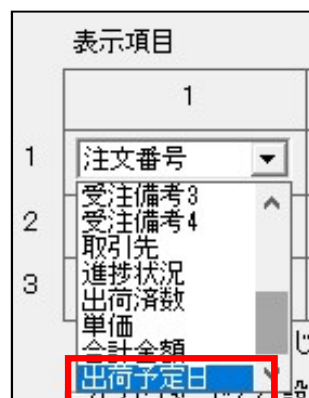 表示項目
1
1
注文番号
受注備考3
2
受注備考4
取引先
進捗状況
3
出荷済数
単価
合計金額
じ
出荷予定日